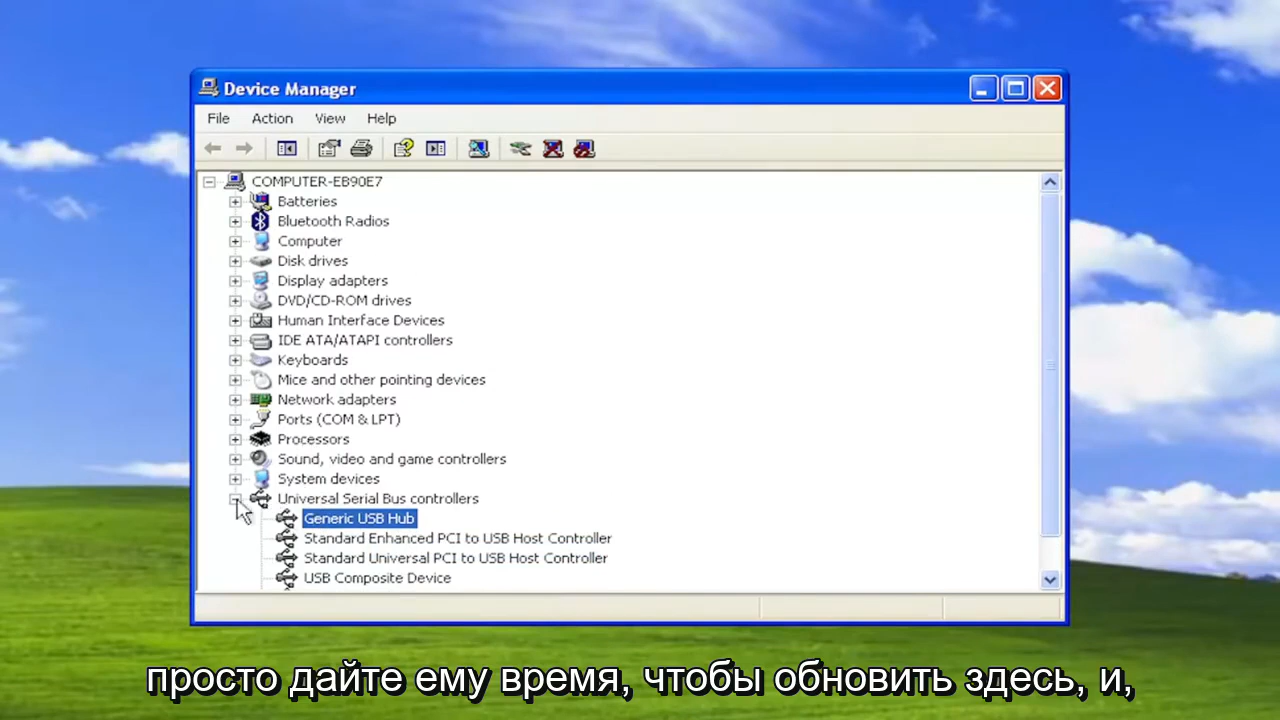 Device Manager
File Action View Help
COMPUTER-EB90E7
Batteries
Bluetooth Radios
Computer
Disk drives
Display adapters
DVD/CD-ROM drives
Human Interface Devices
IDE ATA/ATAPI controllers
Keyboards
Mice and other pointing devices
Network adapters
Ports (COM & LPT)
Processors
Sound, video and game controllers
System devices
Universal Serial Bus controllers
Generic USB Hub
Standard Enhanced PCI to USB Host Controller
Standard Universal PCI to USB Host Controller
USB Composite Device
просто дайте ему время, чтобы обновить здесь, и,